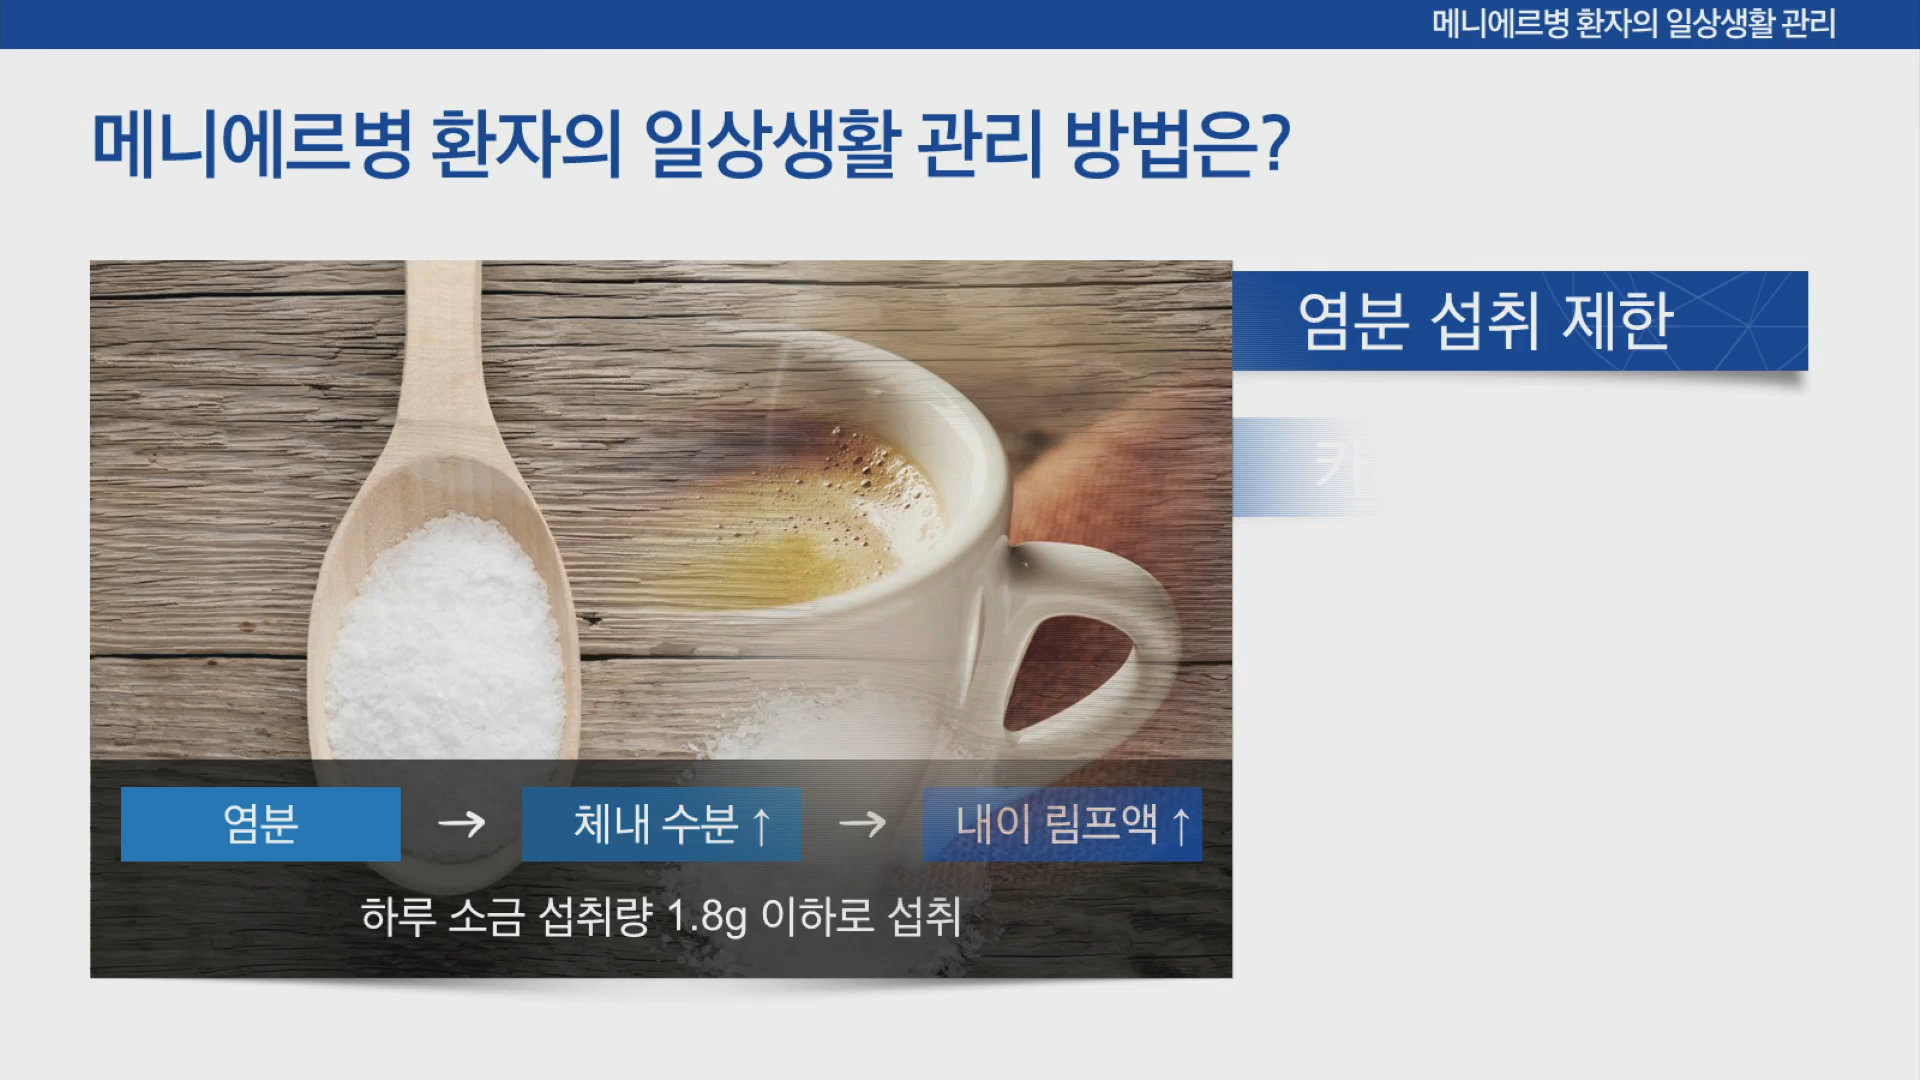 메니에르병 환자의 일상생활 관리
메니에르병 환자의 일상생활 관리 방법은?
염분 섭취 제한
염분 → 체내 수분 ↑ → 내이 림프액 ↑
하루 소금 섭취량 1.8g 이하로 섭취